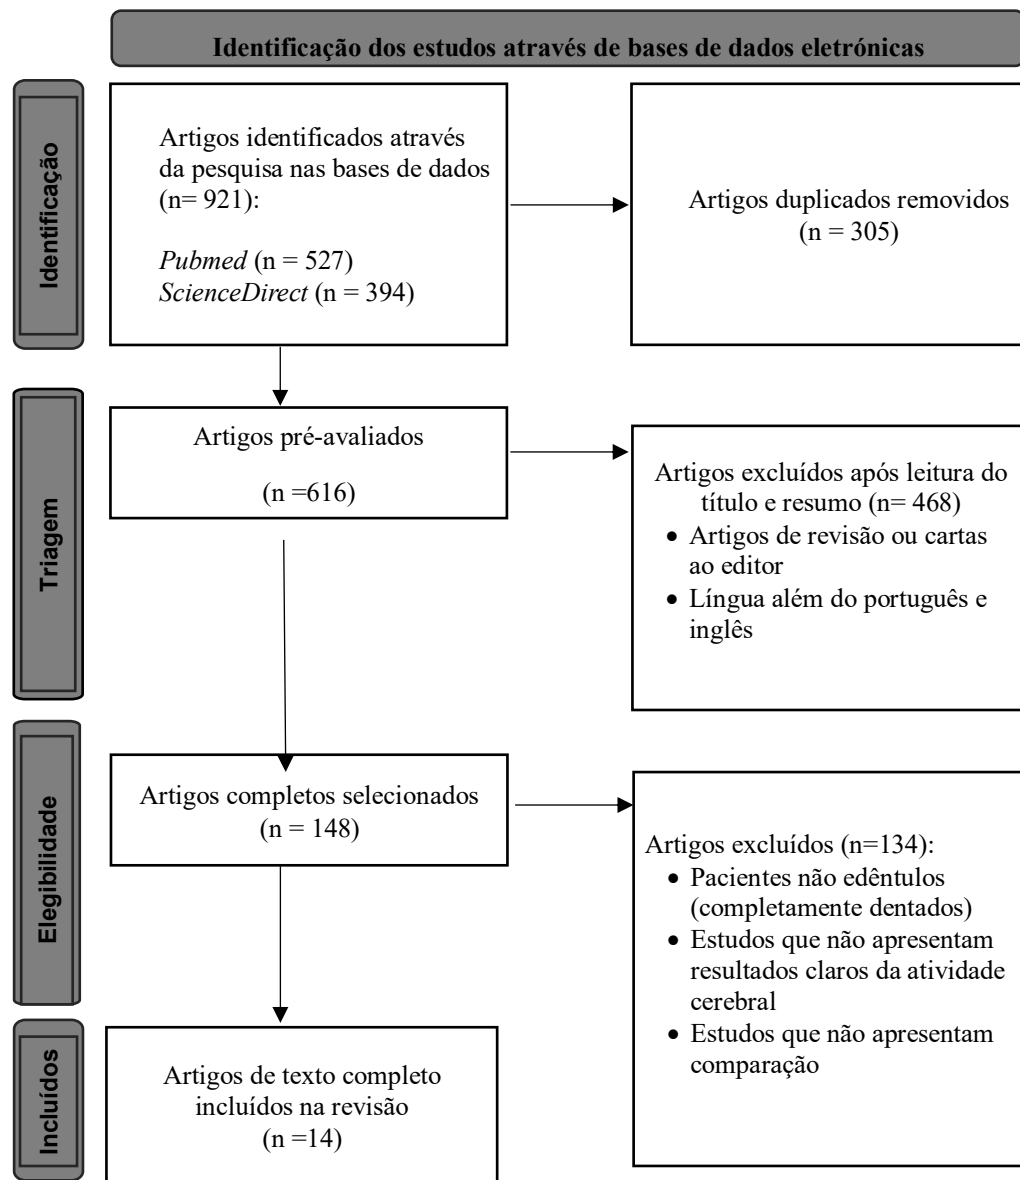 Identificação dos estudos através de bases de dados eletrónicas
Identificação
Artigos identificados através
da pesquisa nas bases de dados
(n= 921):
Pubmed (n = 527)
ScienceDirect (n = 394)
Artigos duplicados removidos
(n = 305)
Triagem
Artigos pré-avaliados
(n =616)
Artigos excluídos após leitura do
título e resumo (n= 468)
• Artigos de revisão ou cartas
ao editor
• Língua além do português e
inglês
Elegibilidade
Artigos completos selecionados
(n = 148)
Artigos excluídos (n=134):
• Pacientes não edêntulos
(completamente dentados)
• Estudos que não apresentam
resultados claros da atividade
cerebral
• Estudos que não apresentam
comparação
Incluídos
Artigos de texto completo
incluídos na revisão
(n =14)